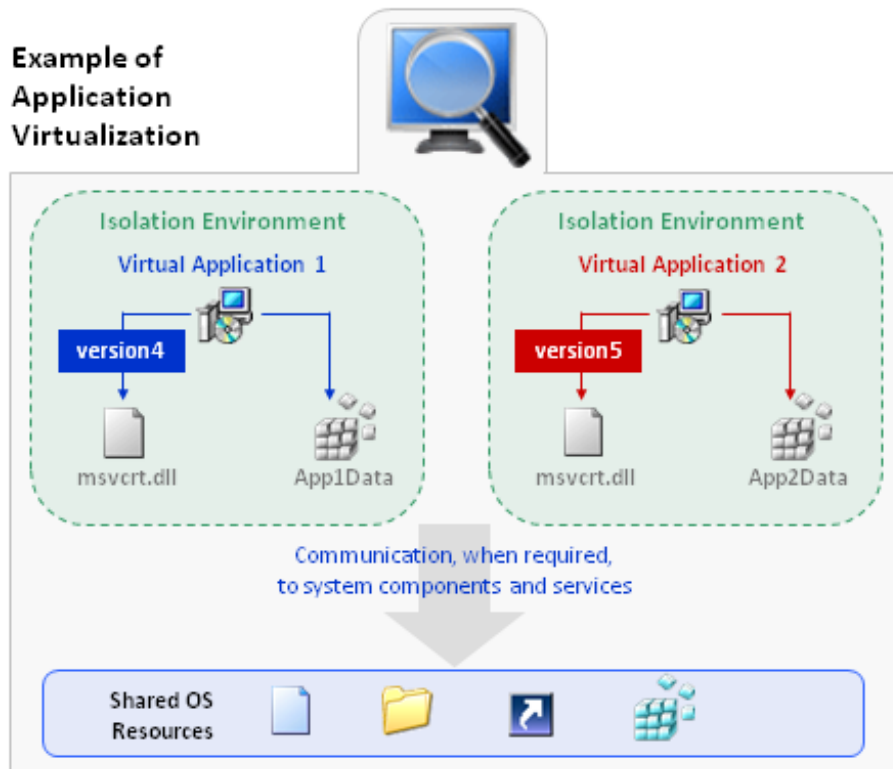 Example of
Application
Virtualization
Isolation Environment
Virtual Application 1
version4
msvcrt.dll
App1Data
Isolation Environment
Virtual Application 2
version5
msvcrt.dll
App2Data
Communication, when required,
to system components and services
Shared OS
Resources